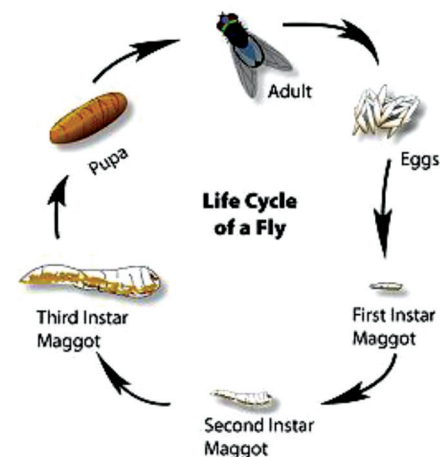 Adult
Eggs
Pupa
Life Cycle
of a Fly
Third Instar
Maggot
First Instar
Maggot
Second Instar
Maggot